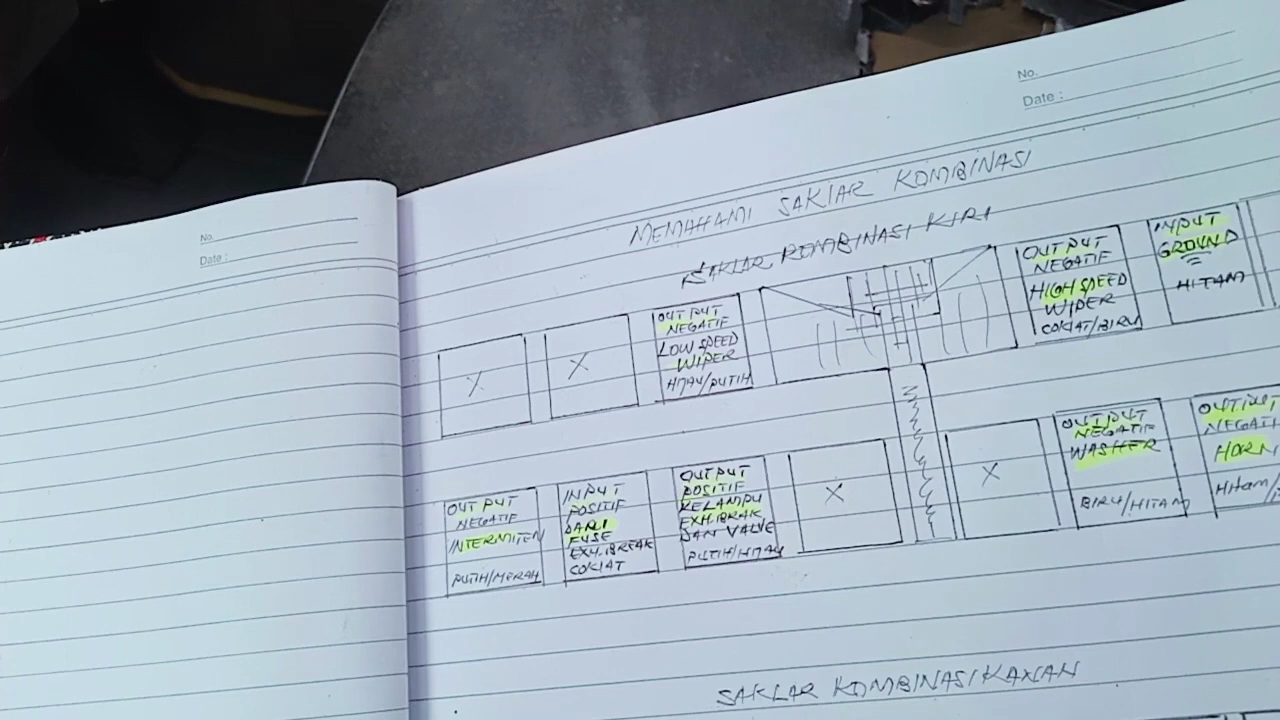 No.
Date :
No.
Date :
MEMAHAMI SAKLAR KOMBINASI
SAKLAR KOMBINASI KIRI
X
X
OUTPUT
NEGATIF
LOW SPEED
WIPER
HIJAU/PUTIH
OUTPUT
NEGATIF
HIGH SPEED
WIPER
COKLAT/BIRU
INPUT
GROUND
HITAM
OUTPUT
NEGATIF
INTERMITEN
PUTIH/MERAH
INPUT
POSITIF
DARI
FUSE
EXH.BREAK
COKLAT
OUTPUT
POSITIF
KELAMPU
EXH.BRAK
DAN VALVE
PUTIH/HIJAU
X
X
OUTPUT
NEGATIF
WASHER
BIRU/HITAM
OUTPUT
NEGATI
HORN
HITAM/
SAKLAR KOMBINASI KANAN